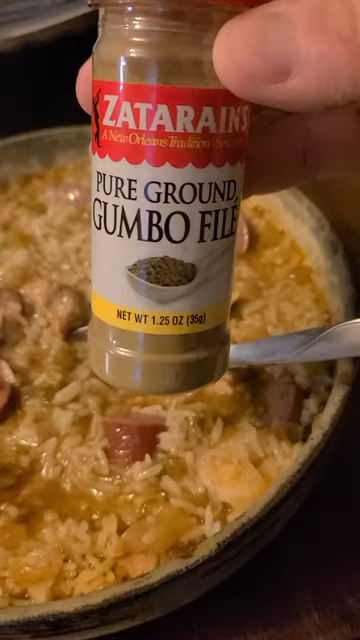 ZATARAIN'S
A New Orleans Tradition
PURE GROUND
GUMBO FILÉ
NET WT 1.25 OZ (35g)